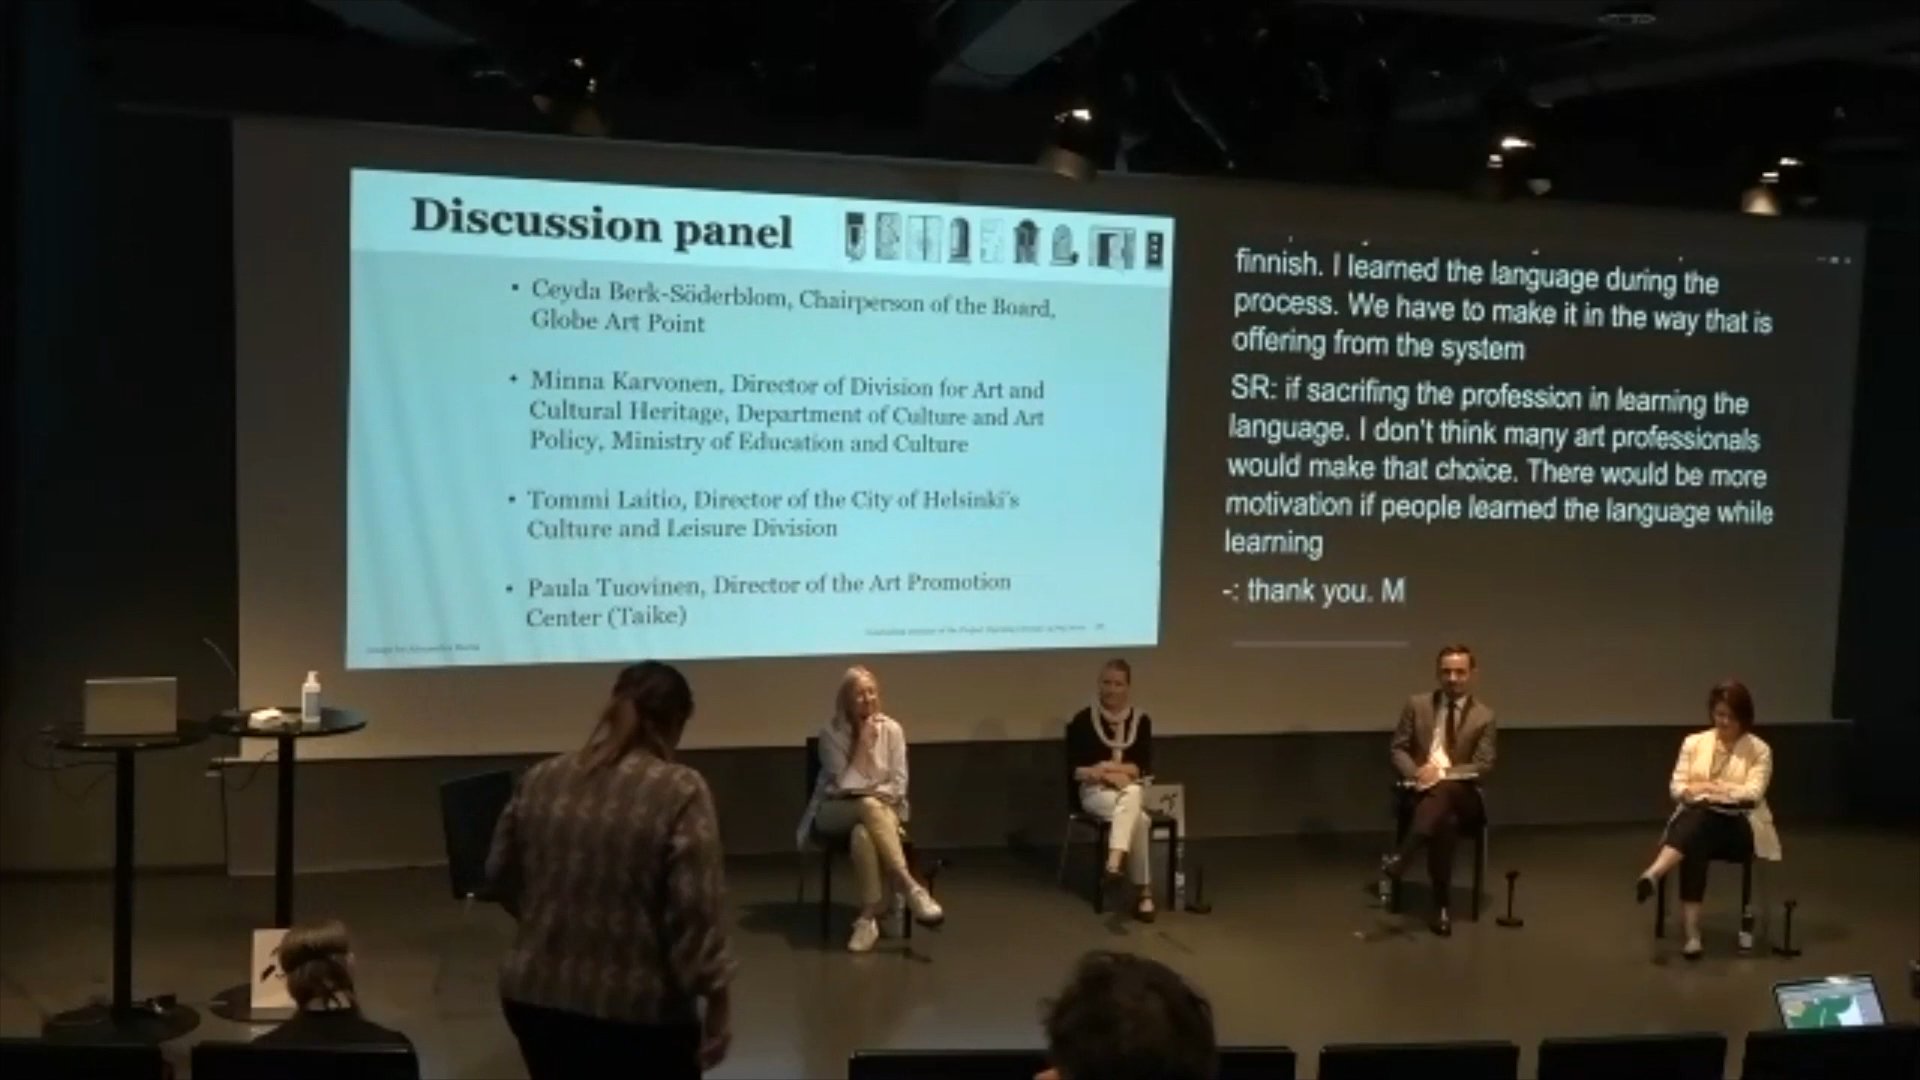 Discussion panel
• Ceyda Berk-Söderblom, Chairperson of the Board,
Globe Art Point
• Minna Karvonen, Director of Division for Art and
Cultural Heritage, Department of Culture and Art
Policy, Ministry of Education and Culture
• Tommi Laitio, Director of the City of Helsinki's
Culture and Leisure Division
• Paula Tuovinen, Director of the Art Promotion
Center (Taike)
finnish. I learned the language during the
process. We have to make it in the way that is
offering from the system
SR: if sacrifing the profession in learning the
language. I don't think many art professionals
would make that choice. There would be more
motivation if people learned the language while
learning
-: thank you. M